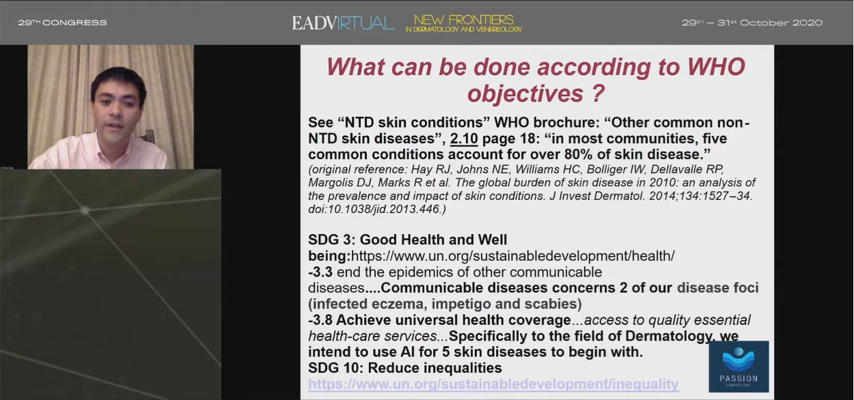 29TH CONGRESS
EADVIRTUAL
NEW FRONTIERS
IN DERMATOLOGY AND VENEREOLOGY
29th – 31st October 2020
What can be done according to WHO
objectives ?
See “NTD skin conditions” WHO brochure: “Other common non-
NTD skin diseases”, 2.10 page 18: “in most communities, five
common conditions account for over 80% of skin disease.”
(original reference: Hay RJ, Johns NE, Williams HC, Bolliger IW, Dellavalle RP,
Margolis DJ, Marks R et al. The global burden of skin disease in 2010: an analysis of
the prevalence and impact of skin conditions. J Invest Dermatol. 2014;134:1527–34.
doi:10.1038/jid.2013.446.)
SDG 3: Good Health and Well
being:https://www.un.org/sustainabledevelopment/health/
-3.3 end the epidemics of other communicable
diseases....Communicable diseases concerns 2 of our disease foci
(infected eczema, impetigo and scabies)
-3.8 Achieve universal health coverage...access to quality essential
health-care services...Specifically to the field of Dermatology, we
intend to use AI for 5 skin diseases to begin with.
SDG 10: Reduce inequalities
https://www.un.org/sustainabledevelopment/inequality
PASSION